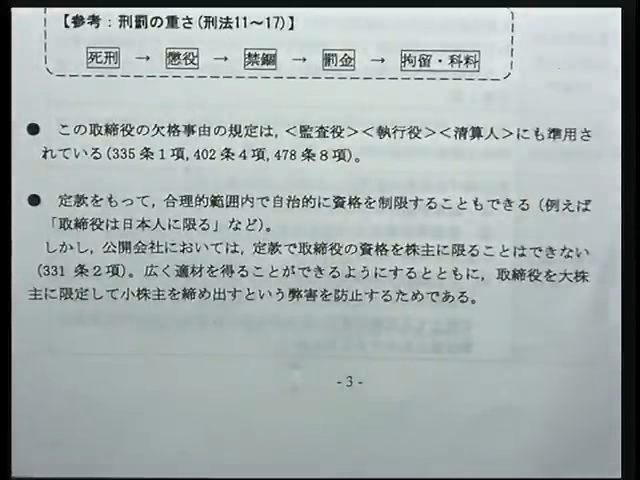 【参考：刑罰の重さ(刑法11～17)】
死刑 → 懲役 → 禁錮 → 罰金 → 拘留・科料
● この取締役の欠格事由の規定は，＜監査役＞＜執行役＞＜清算人＞にも準用さ
れている(335条1項，402条4項，478条8項)。
● 定款をもって，合理的範囲内で自治的に資格を制限することもできる（例えば
「取締役は日本人に限る」など)。
しかし，公開会社においては，定款で取締役の資格を株主に限ることはできない
(331条2項)。広く適材を得ることができるようにするとともに，取締役を大株
主に限定して小株主を締め出すという弊害を防止するためである。
- 3 -